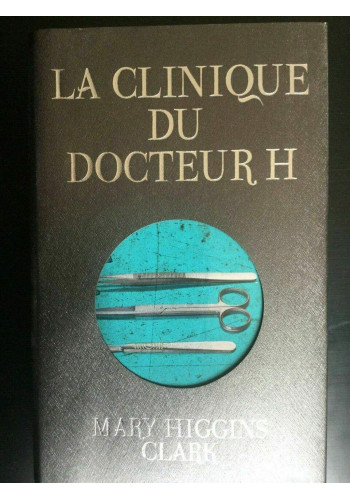 LA CLINIQUE
DU
DOCTEUR H
MARY HIGGINS
CLARK